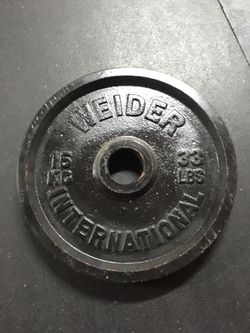 WEIDER
15 33
KG LBS
INTERNATIONAL